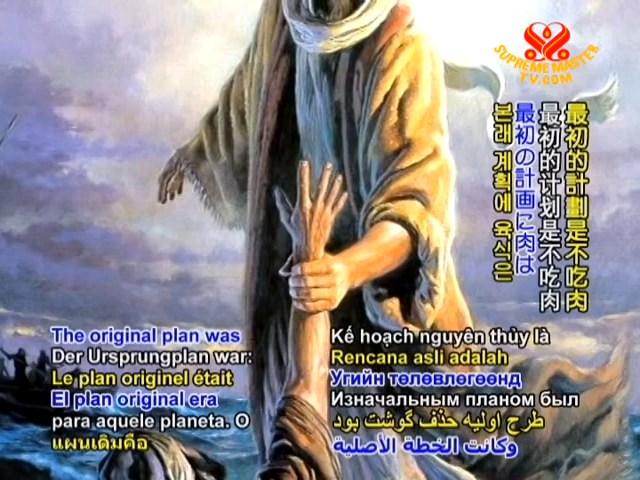 SUPREME MASTER
TV.COM
最初的計劃是不吃肉
最初的计划是不吃肉
最初の計画に肉は
본래 계획에 육식은
The original plan was
Der Ursprungplan war:
Le plan originel était
El plan original era
para aquele planeta. O
แผนเดิมคือ
Kế hoạch nguyên thủy là
Rencana asli adalah
Угийн төлөвлөгөөнд
Изначальным планом был
طرح اولیه حذف گوشت بود
وكانت الخطة الأصلية